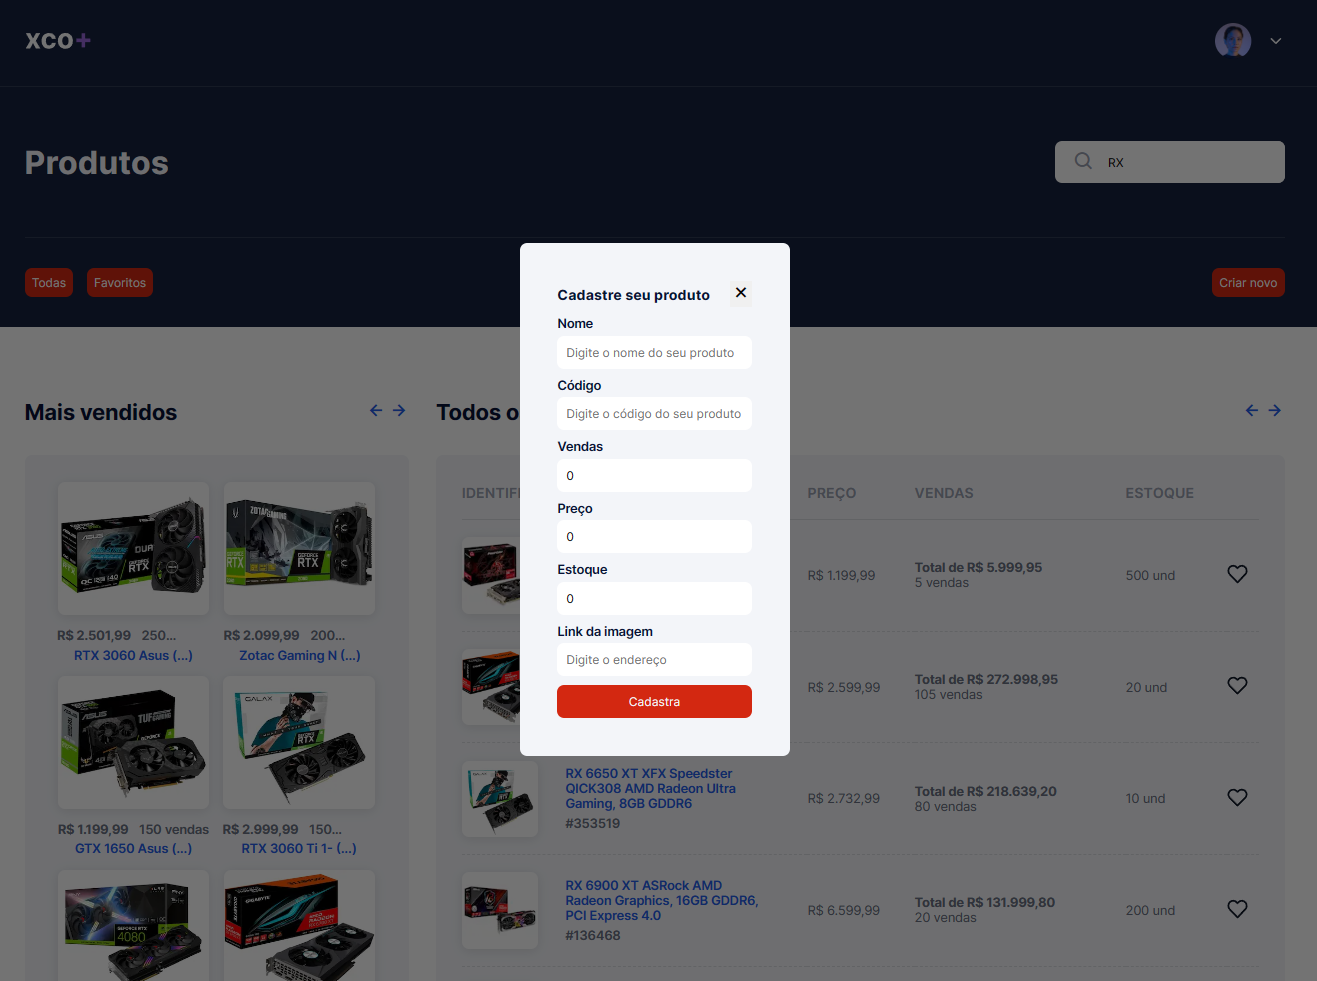 xco+
Produtos
RX
Todas
Favoritos
Criar novo
Cadastre seu produto
Nome
Digite o nome do seu produto
Código
Digite o código do seu produto
Vendas
0
Preço
0
Estoque
0
Link da imagem
Digite o endereço
Cadastra
Mais vendidos
R$ 2.501,99 250...
RTX 3060 Asus (...)
R$ 2.099,99 200...
Zotac Gaming N (...)
R$ 1.199,99 150 vendas
GTX 1650 Asus (...)
R$ 2.999,99 150...
RTX 3060 Ti 1- (...)
Todos o
IDENTIFI
PREÇO
VENDAS
ESTOQUE
R$ 1.199,99
Total de R$ 5.999,95
5 vendas
500 und
R$ 2.599,99
Total de R$ 272.998,95
105 vendas
20 und
RX 6650 XT XFX Speedster
QICK308 AMD Radeon Ultra
Gaming, 8GB GDDR6
#353519
R$ 2.732,99
Total de R$ 218.639,20
80 vendas
10 und
RX 6900 XT ASRock AMD
Radeon Graphics, 16GB GDDR6,
PCI Express 4.0
#136468
R$ 6.599,99
Total de R$ 131.999,80
20 vendas
200 und